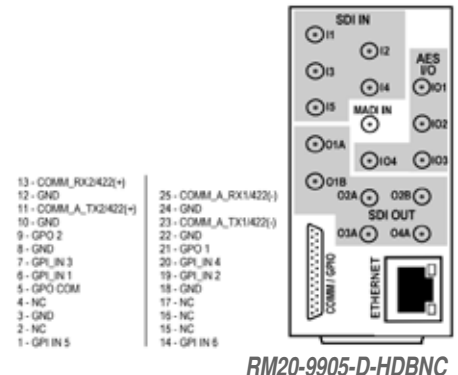 SDI IN
I1
I2
AES
I/O
I3
I4
IO1
I5
MADI IN
IO2
O1A
IO4
IO3
O1B
O2A
O2B
SDI OUT
O3A
O4A
COMM / GPIO
ETHERNET
13 - COMM_RX2/422(+)
12 - GND
11 - COMM_A_TX2/422(+)
10 - GND
9 - GPO 2
8 - GND
7 - GPI_IN 3
6 - GPI_IN 1
5 - GPO COM
4 - NC
3 - GND
2 - NC
1 - GPI IN 5
25 - COMM_A_RX1/422(-)
24 - GND
23 - COMM_A_TX1/422(-)
22 - GND
21 - GPO 1
20 - GPI_IN 4
19 - GPI_IN 2
18 - GND
17 - NC
16 - NC
15 - NC
14 - GPI IN 6
RM20-9905-D-HDBNC